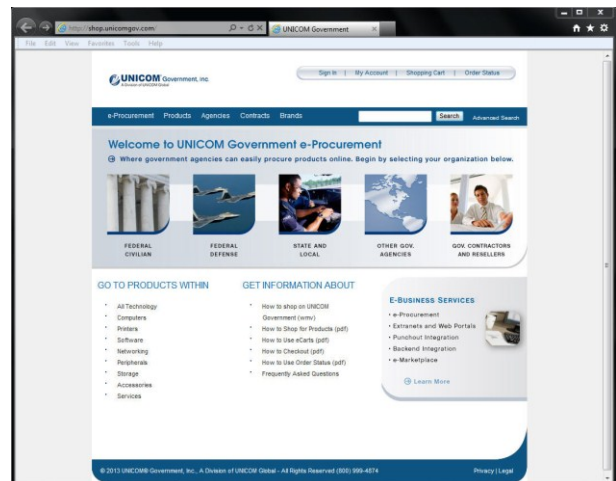 http://shop.unicomgov.com/
UNICOM Government
File Edit View Favorites Tools Help
UNICOM Government, Inc.
A Division of UNICOM Global
Sign In | My Account | Shopping Cart | Order Status
e-Procurement Products Agencies Contracts Brands
Search
Advanced Search
Welcome to UNICOM Government e-Procurement
Where government agencies can easily procure products online. Begin by selecting your organization below.
FEDERAL
CIVILIAN
FEDERAL
DEFENSE
STATE AND
LOCAL
OTHER GOV.
AGENCIES
GOV. CONTRACTORS
AND RESELLERS
GO TO PRODUCTS WITHIN
All Technology
Computers
Printers
Software
Networking
Peripherals
Storage
Accessories
Services
GET INFORMATION ABOUT
How to shop on UNICOM
Government (wmv)
How to Shop for Products (pdf)
How to Use eCarts (pdf)
How to Checkout (pdf)
How to Use Order Status (pdf)
Frequently Asked Questions
E-BUSINESS SERVICES
• e-Procurement
• Extranets and Web Portals
• Punchout Integration
• Backend Integration
• e-Marketplace
Learn More
© 2013 UNICOM® Government, Inc., A Division of UNICOM Global - All Rights Reserved (800) 999-4874
Privacy | Legal